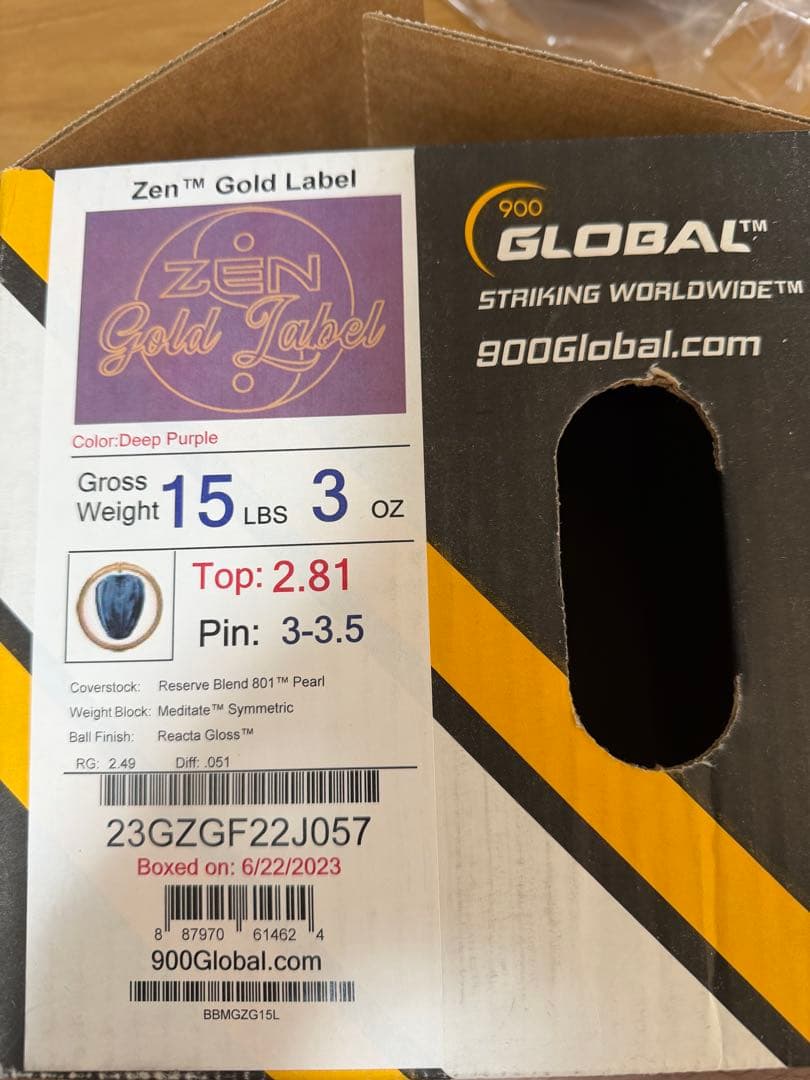 Zen™ Gold Label
ZEN
Gold Label
Color:Deep Purple
Gross
Weight 15 LBS 3 OZ
Top: 2.81
Pin: 3-3.5
Coverstock: Reserve Blend 801™ Pearl
Weight Block: Meditate™ Symmetric
Ball Finish: Reacta Gloss™
RG: 2.49 Diff: .051
23GZGF22J057
Boxed on: 6/22/2023
8 87970 61462 4
900Global.com
BBMGZG15L
900
GLOBAL™
STRIKING WORLDWIDE™
900Global.com